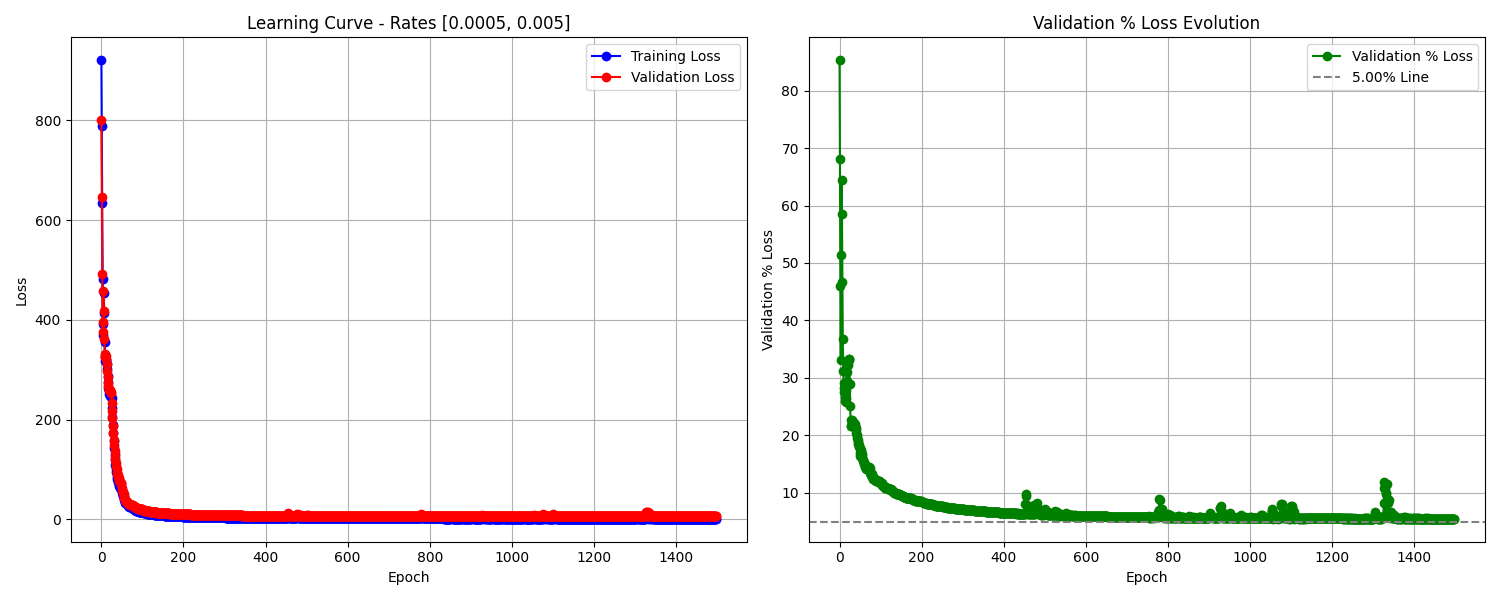 Learning Curve - Rates [0.0005, 0.005]
Training Loss
Validation Loss
Loss
800
600
400
200
0
0 200 400 600 800 1000 1200 1400
Epoch
Validation % Loss Evolution
Validation % Loss
5.00% Line
Validation % Loss
80
70
60
50
40
30
20
10
0 200 400 600 800 1000 1200 1400
Epoch